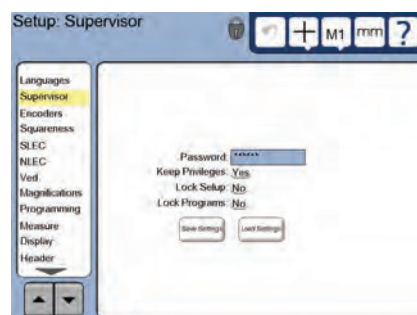 Setup: Supervisor
M1
mm
?
Languages
Supervisor
Encoders
Squareness
SLEC
NLEC
Ved
Magnifications
Programming
Measure
Display
Header
Password: ******
Keep Privileges: Yes
Lock Setup: No
Lock Programs: No
Save Settings
Load Settings